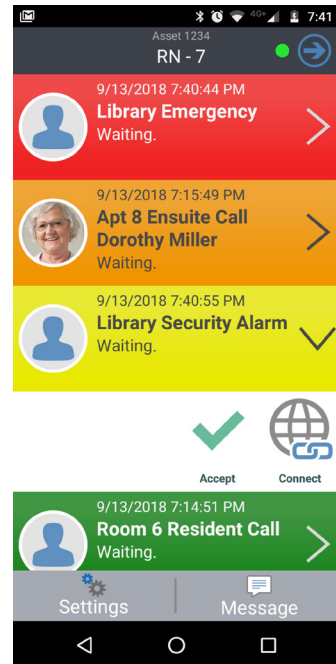 4G+ 7:41
Asset 1234
RN - 7
9/13/2018 7:40:44 PM
Library Emergency
Waiting.
9/13/2018 7:15:49 PM
Apt 8 Ensuite Call
Dorothy Miller
Waiting.
9/13/2018 7:40:55 PM
Library Security Alarm
Waiting.
Accept Connect
9/13/2018 7:14:51 PM
Room 6 Resident Call
Waiting.
Settings Message